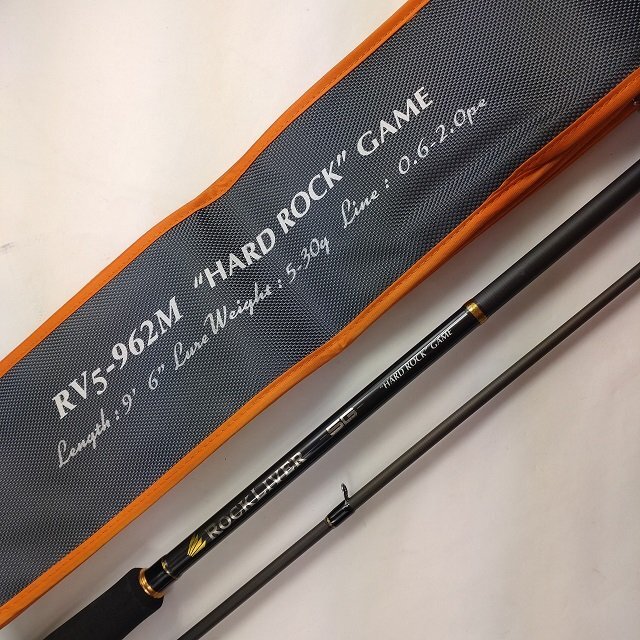 RV5-962M "HARD ROCK" GAME
Length : 9' 6" Lure Weight : 5-30g Line : 0.6-2.0pe
ROCKLIVER 5G "HARD ROCK" GAME